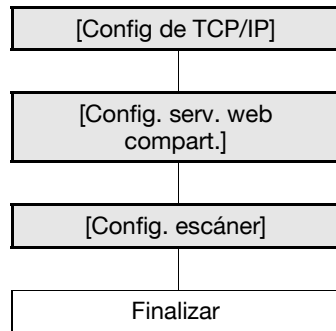 [Config de TCP/IP]
[Config. serv. web
compart.]
[Config. escáner]
Finalizar